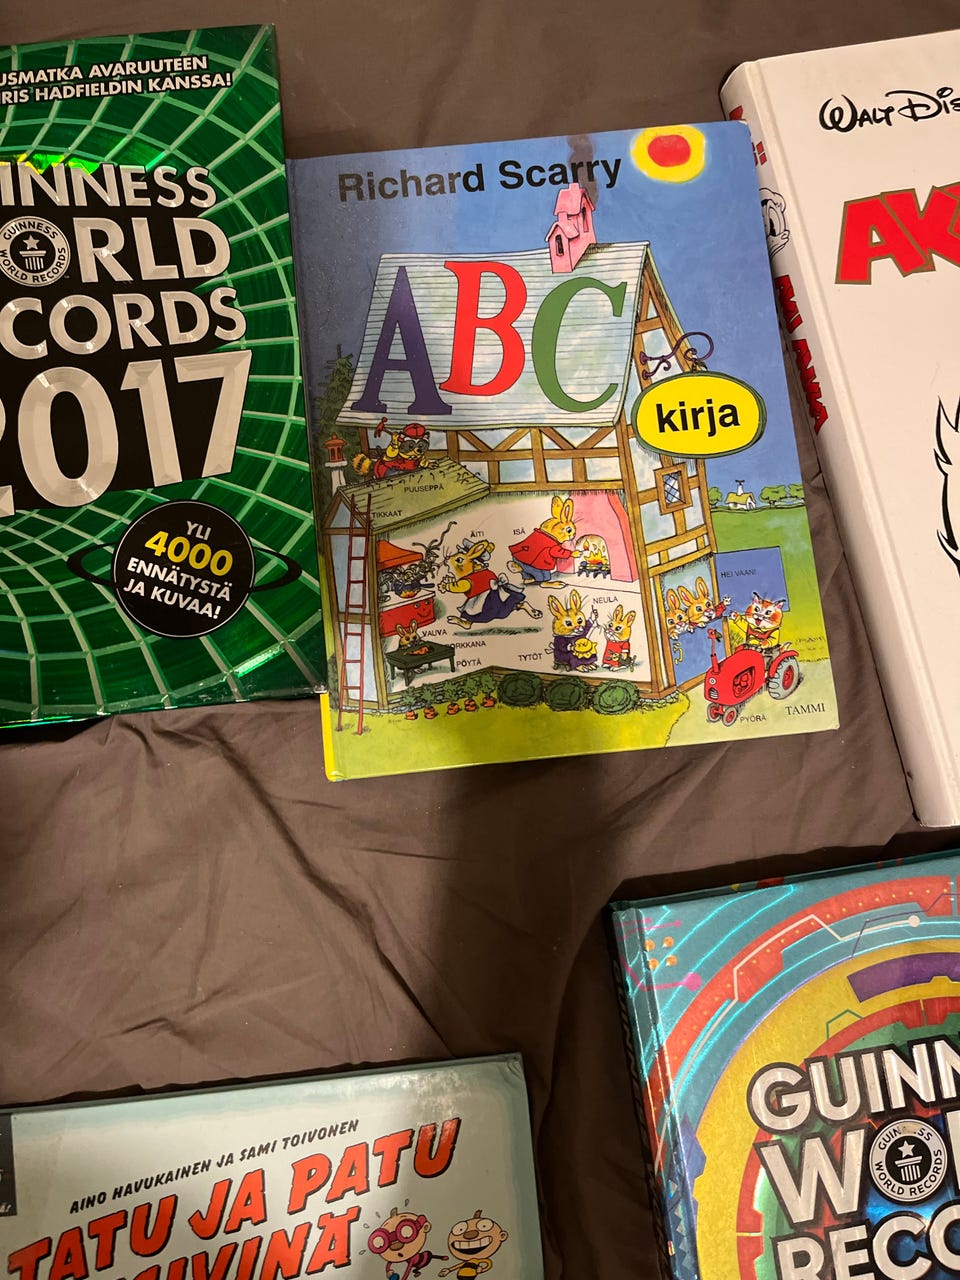 USMATKA AVARUUTEEN
RIS HADFIELDIN KANSSA!
INNESS
GUINNESS
WORLD RECORDS
ORLD
CORDS
2017
YLI
4000
ENNÄTYSTÄ
JA KUVAA!
Richard Scarry
ABC
kirja
PUUSEPPÄ
TIKKAAT
ÄITI
ISÄ
HEI VAAN!
NEULA
VAUVA
PORKKANA
PÖYTÄ
TYTÖT
PYÖRÄ
TAMMI
WALT DIS
AK
AINO HAVUKAINEN JA SAMI TOIVONEN
TATU JA PATU
GUINN
WO
GUINNESS
WORLD RECORDS
RECO